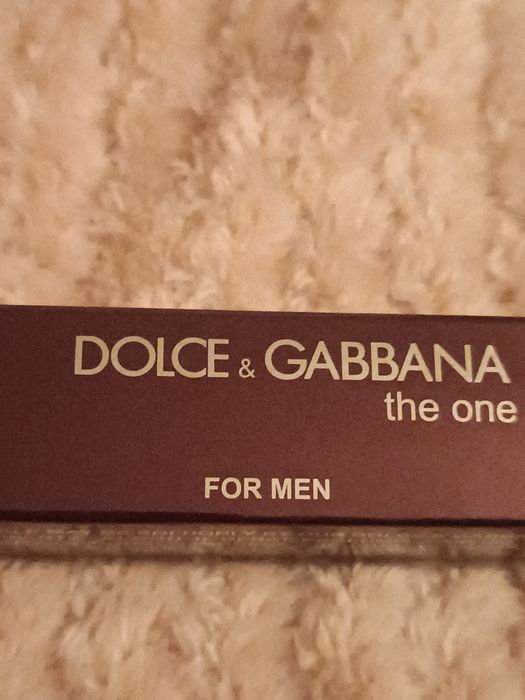 DOLCE & GABBANA
the one
FOR MEN